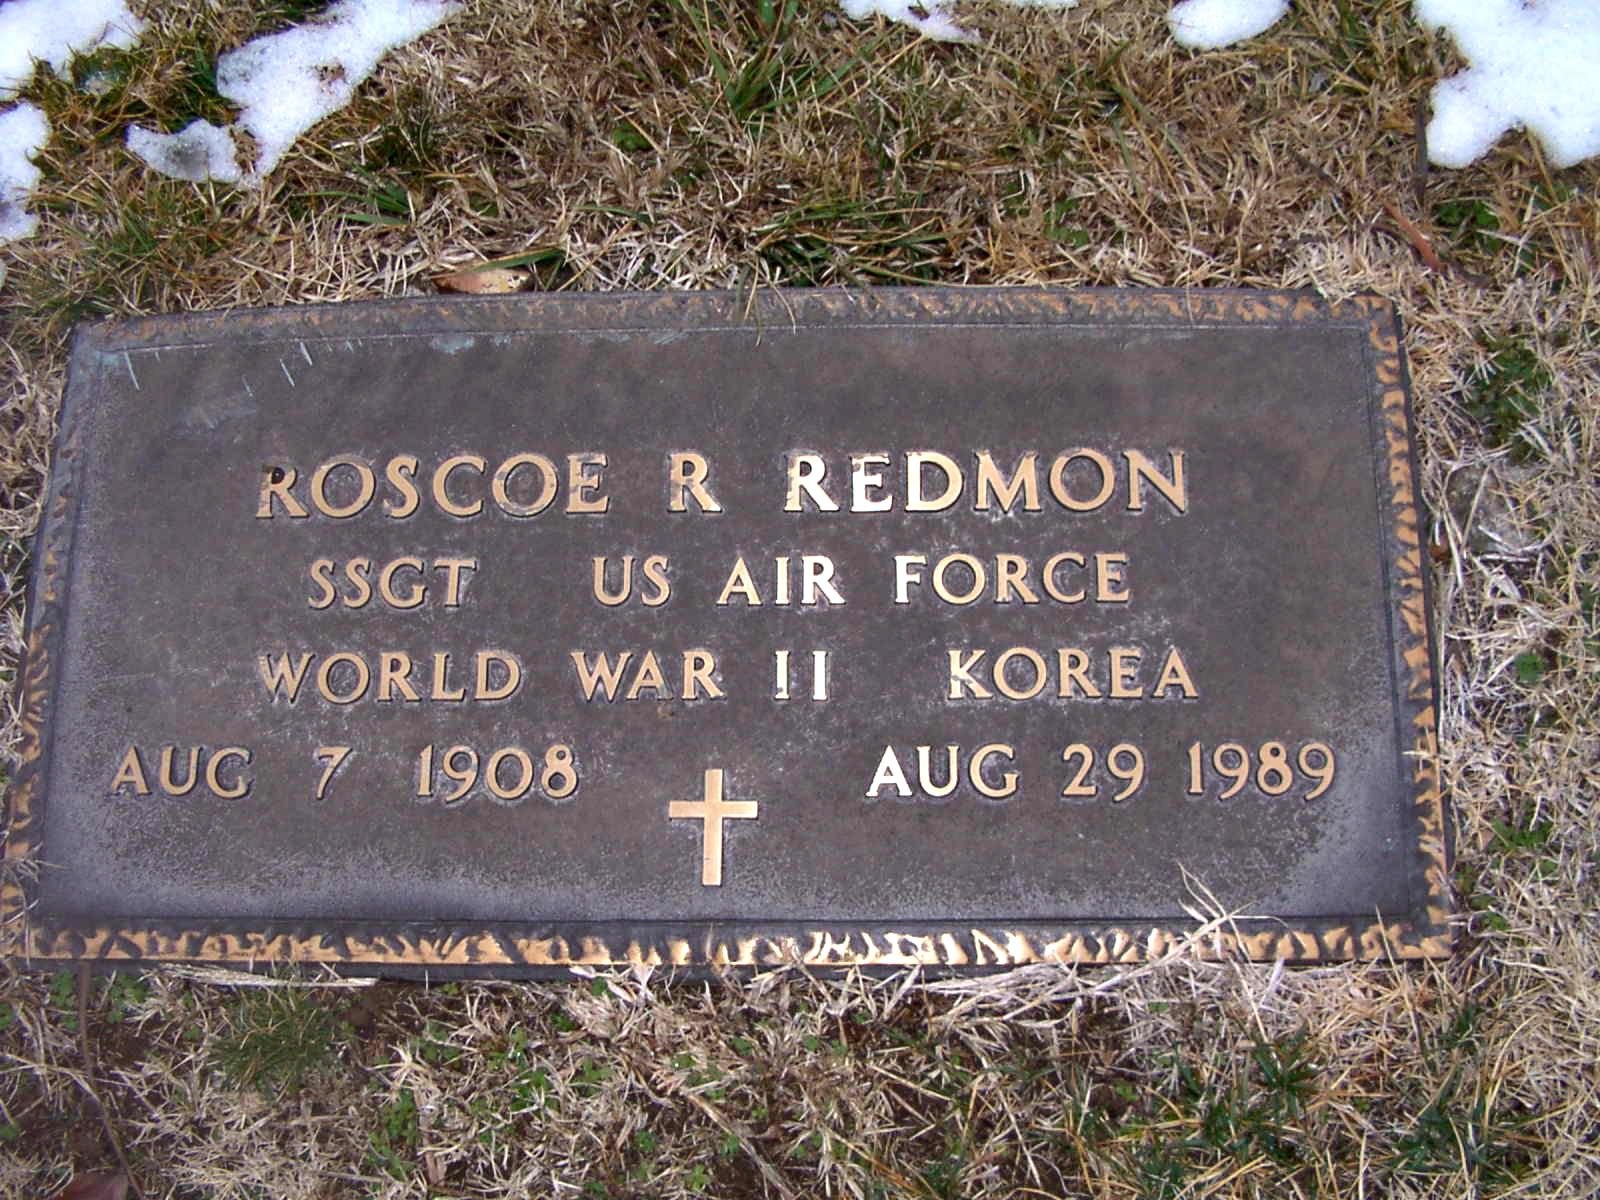 ROSCOE R REDMON
SSGT US AIR FORCE
WORLD WAR II KOREA
AUG 7 1908 AUG 29 1989